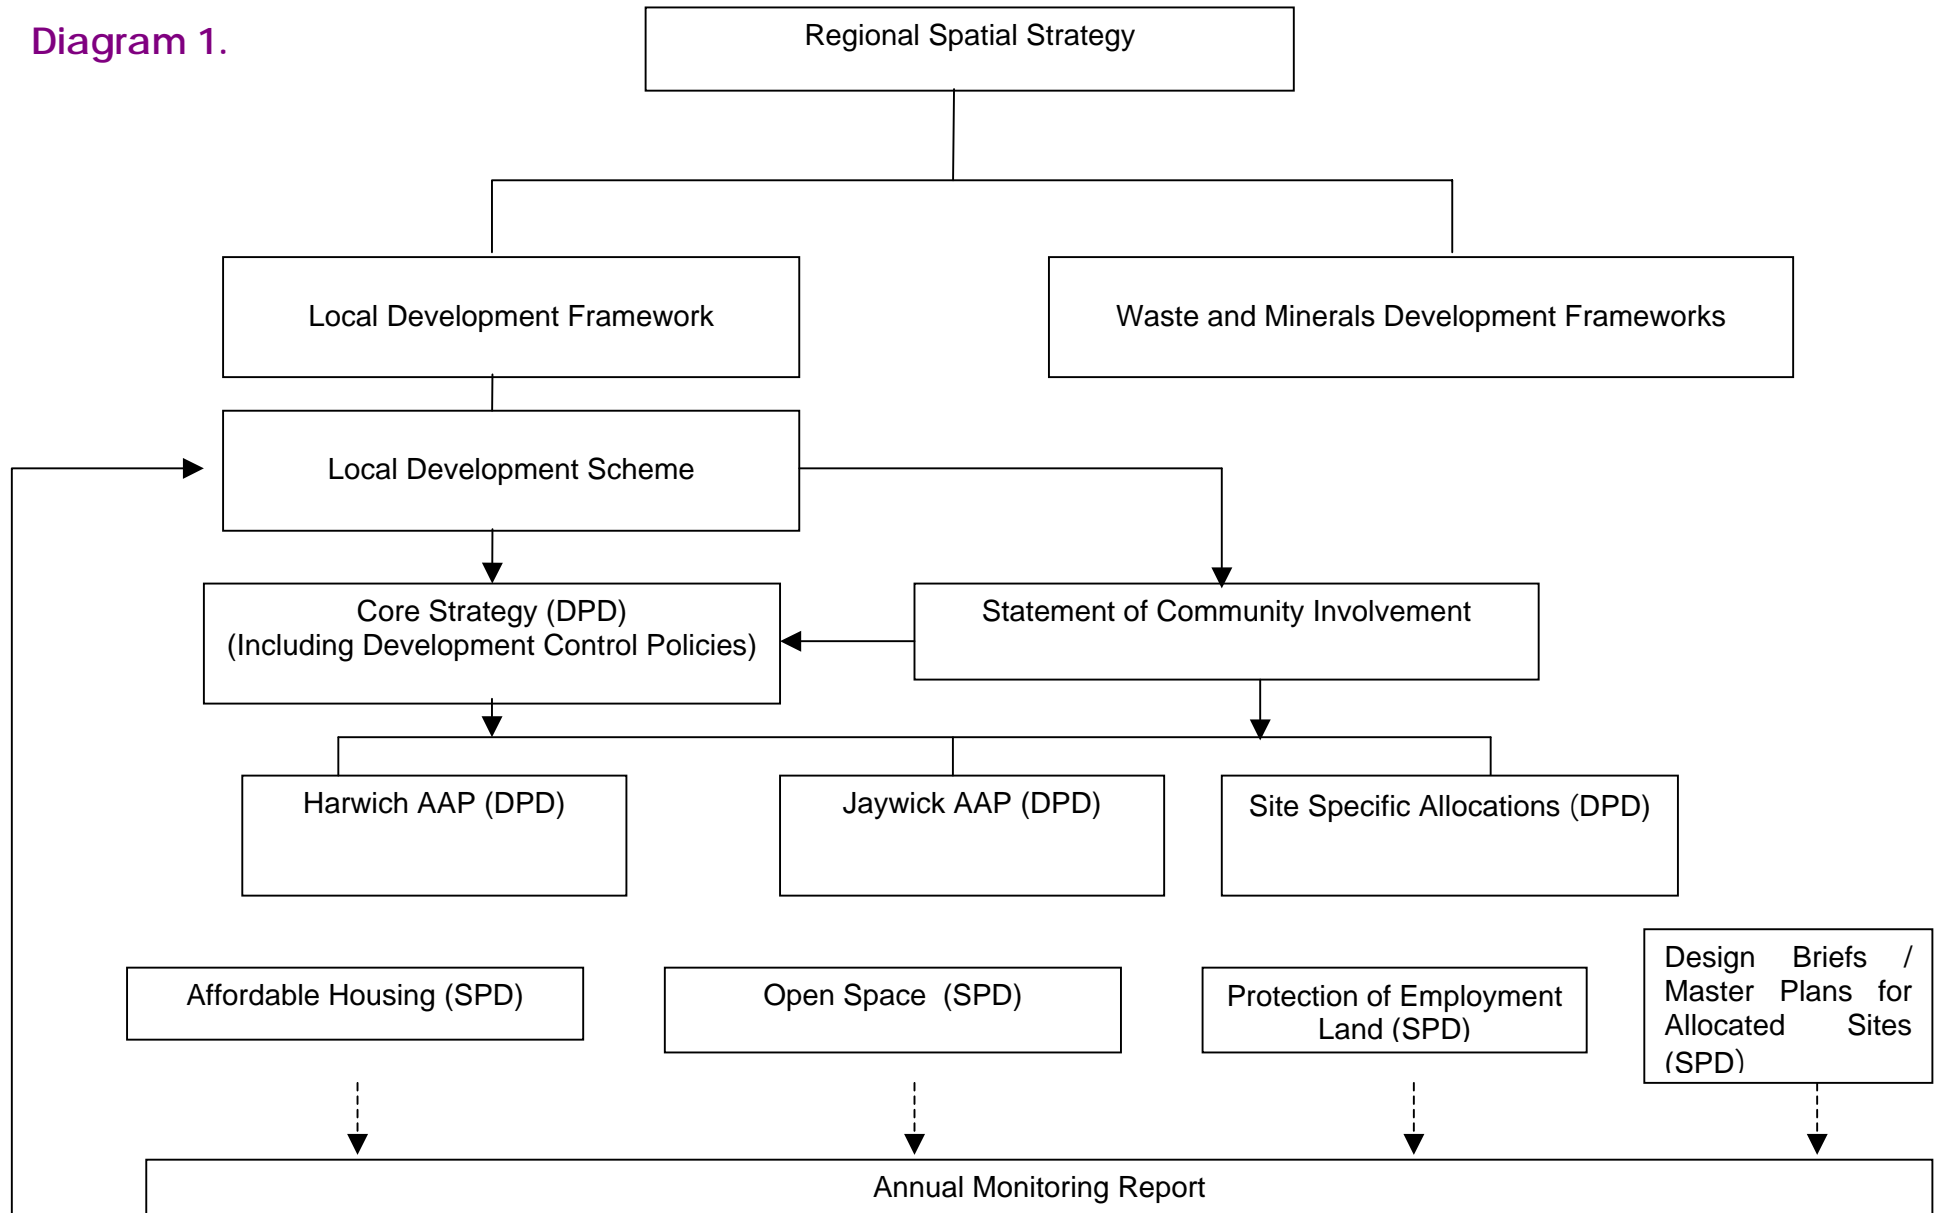 Diagram 1.
Regional Spatial Strategy
Local Development Framework
Waste and Minerals Development Frameworks
Local Development Scheme
Core Strategy (DPD)
(Including Development Control Policies)
Statement of Community Involvement
Harwich AAP (DPD)
Jaywick AAP (DPD)
Site Specific Allocations (DPD)
Affordable Housing (SPD)
Open Space (SPD)
Protection of Employment
Land (SPD)
Design Briefs /
Master Plans for
Allocated Sites
(SPD)
Annual Monitoring Report